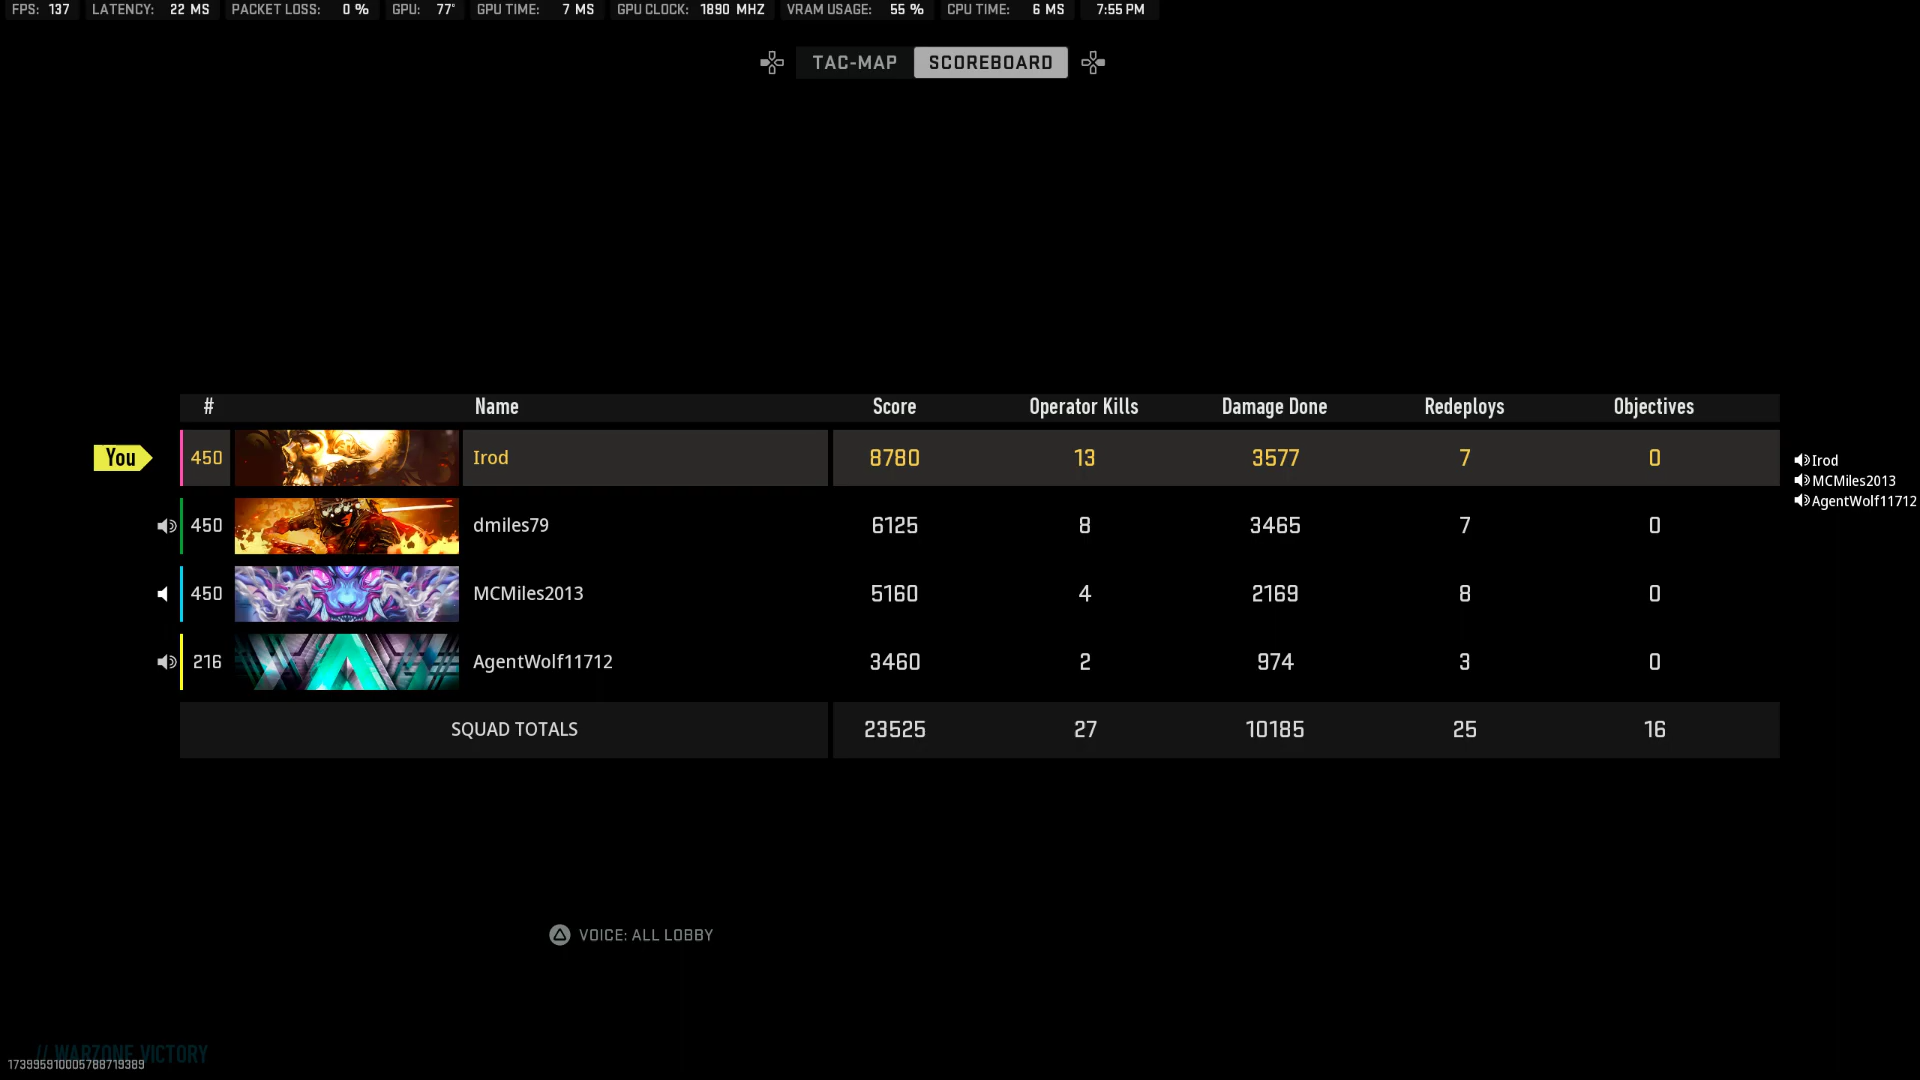 FPS: 137 LATENCY: 22 MS PACKET LOSS: 0 % GPU: 77° GPU TIME: 7 MS GPU CLOCK: 1890 MHZ VRAM USAGE: 55 % CPU TIME: 6 MS 7:55 PM
TAC-MAP SCOREBOARD
# Name Score Operator Kills Damage Done Redeploys Objectives
You 450 Irod 8780 13 3577 7 0
Irod
MCMiles2013
AgentWolf11712
450 dmiles79 6125 8 3465 7 0
450 MCMiles2013 5160 4 2169 8 0
216 AgentWolf11712 3460 2 974 3 0
SQUAD TOTALS 23525 27 10185 25 16
VOICE: ALL LOBBY
// WARZONE VICTORY
17399591000578871938​9